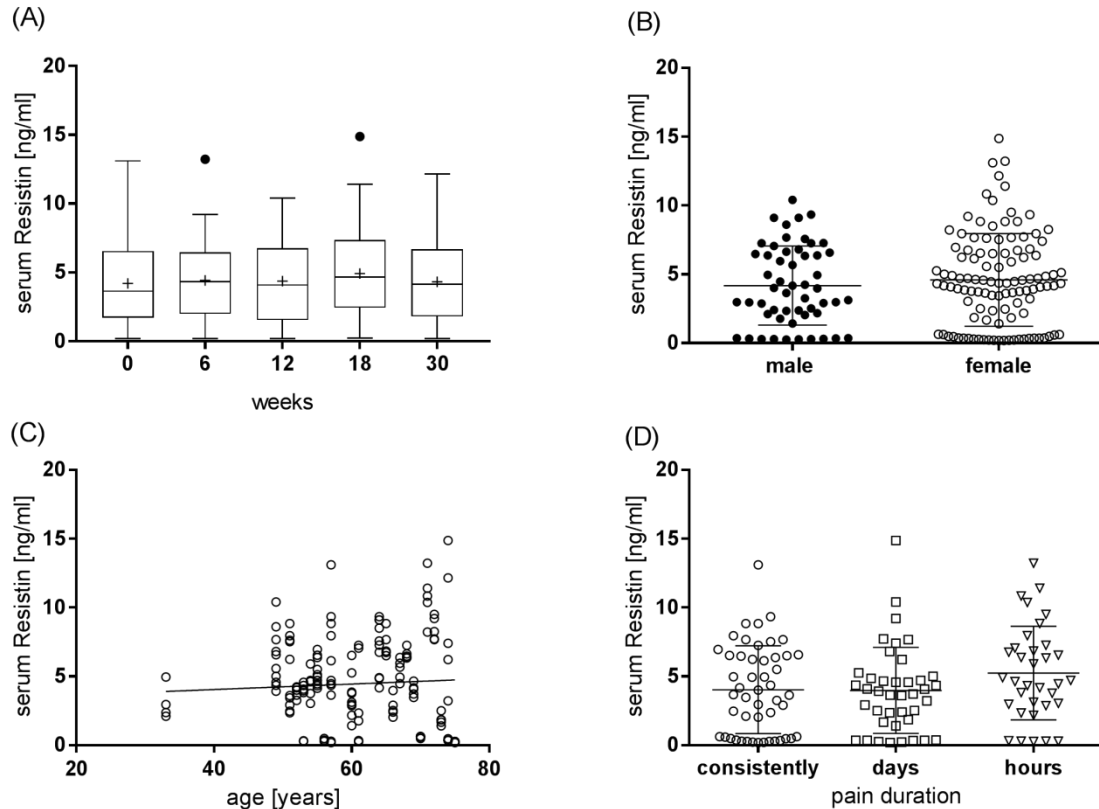 (A)
20
15
10
5
0
serum Resistin [ng/ml]
0 6 12 18 30
weeks
(B)
20
15
10
5
0
serum Resistin [ng/ml]
male female
(C)
20
15
10
5
0
serum Resistin [ng/ml]
20 40 60 80
age [years]
(D)
20
15
10
5
0
serum Resistin [ng/ml]
consistently days hours
pain duration